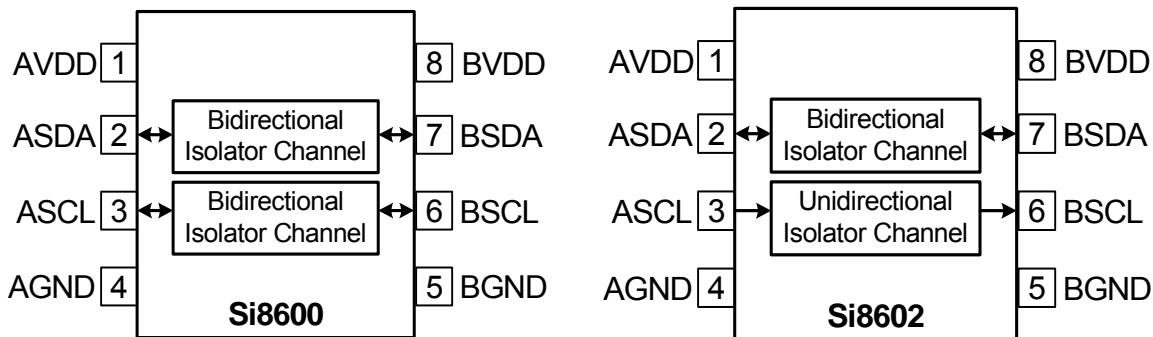 AVDD 1
8 BVDD
ASDA 2
Bidirectional
Isolator Channel
7 BSDA
ASCL 3
Bidirectional
Isolator Channel
6 BSCL
AGND 4
5 BGND
Si8600
AVDD 1
8 BVDD
ASDA 2
Bidirectional
Isolator Channel
7 BSDA
ASCL 3
Unidirectional
Isolator Channel
6 BSCL
AGND 4
5 BGND
Si8602